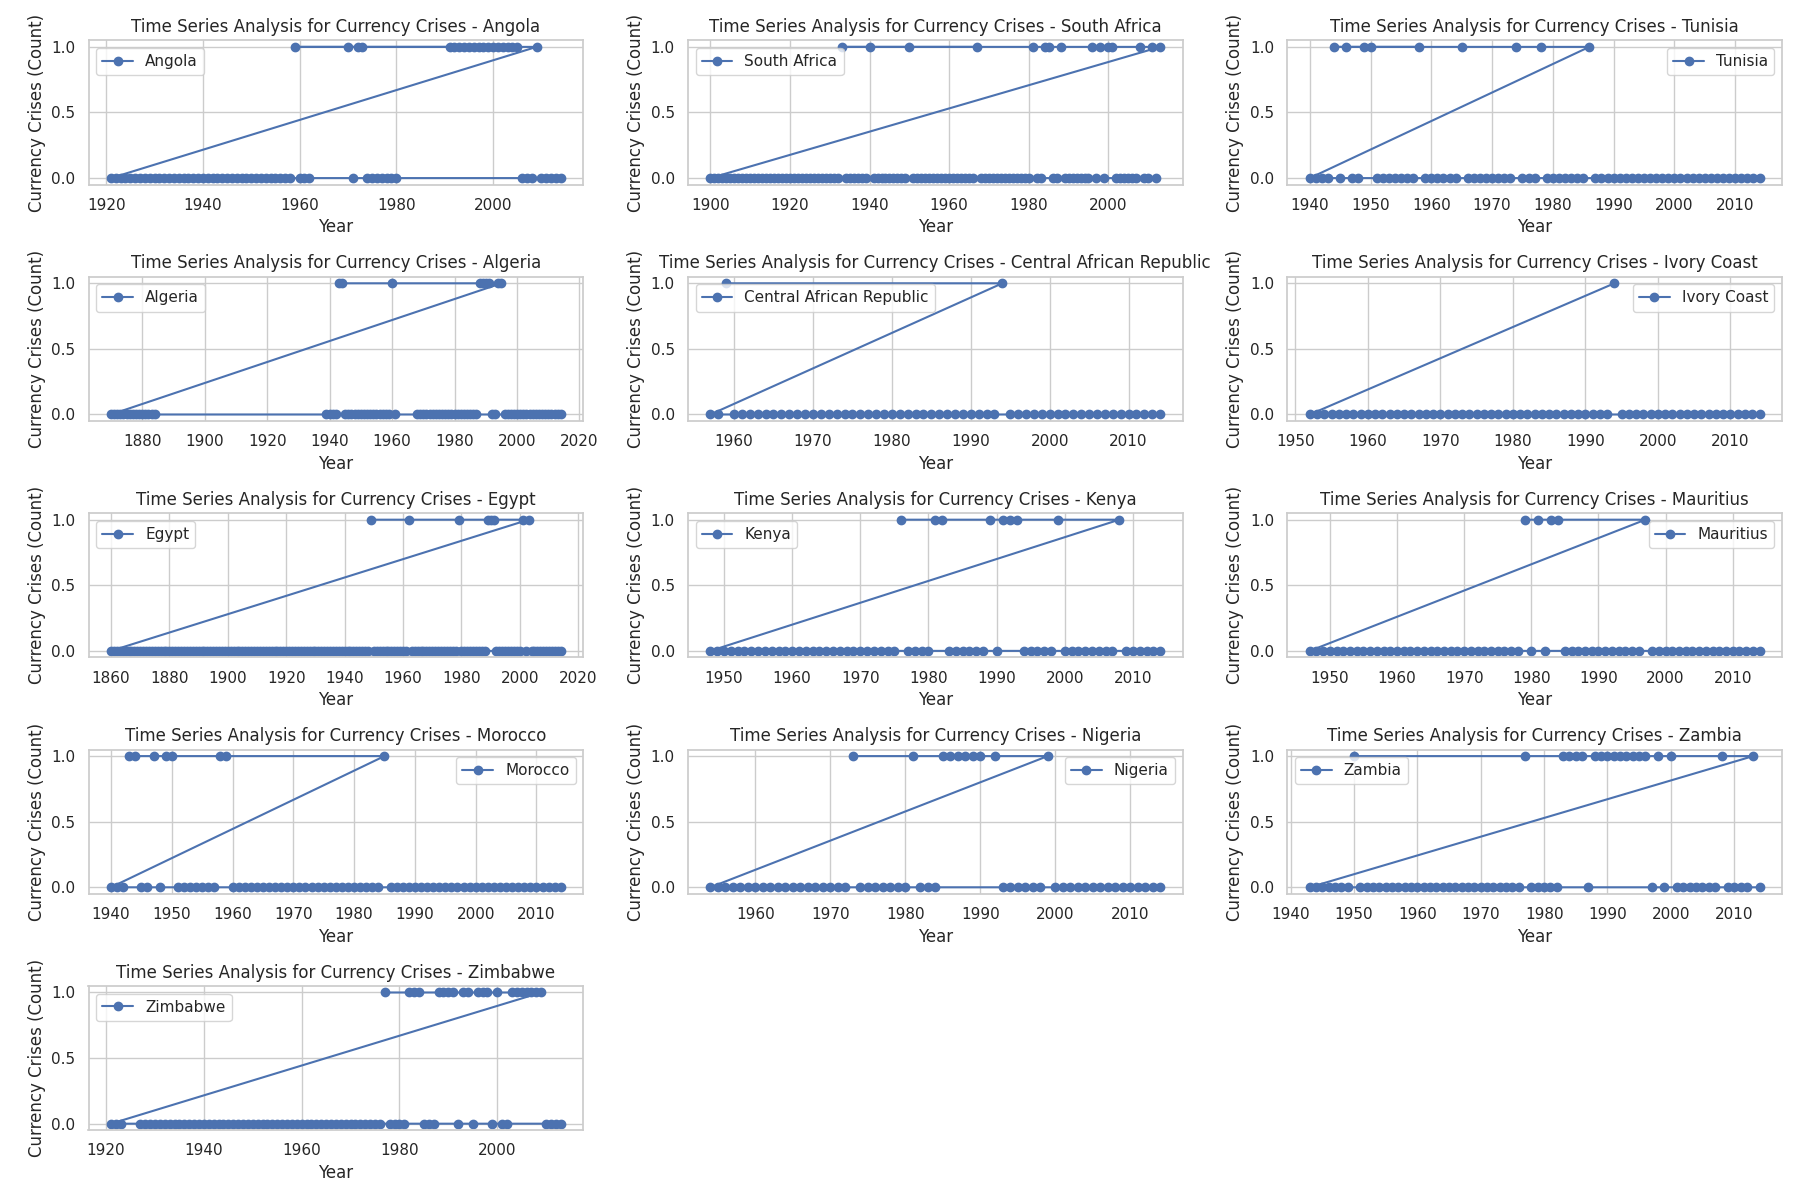 Time Series Analysis for Currency Crises - Angola
Currency Crises (Count)
1.0
0.5
0.0
Angola
1920 1940 1960 1980 2000
Year
Time Series Analysis for Currency Crises - South Africa
Currency Crises (Count)
1.0
0.5
0.0
South Africa
1900 1920 1940 1960 1980 2000
Year
Time Series Analysis for Currency Crises - Tunisia
Currency Crises (Count)
1.0
0.5
0.0
Tunisia
1940 1950 1960 1970 1980 1990 2000 2010
Year
Time Series Analysis for Currency Crises - Algeria
Currency Crises (Count)
1.0
0.5
0.0
Algeria
1880 1900 1920 1940 1960 1980 2000 2020
Year
Time Series Analysis for Currency Crises - Central African Republic
Currency Crises (Count)
1.0
0.5
0.0
Central African Republic
1960 1970 1980 1990 2000 2010
Year
Time Series Analysis for Currency Crises - Ivory Coast
Currency Crises (Count)
1.0
0.5
0.0
Ivory Coast
1950 1960 1970 1980 1990 2000 2010
Year
Time Series Analysis for Currency Crises - Egypt
Currency Crises (Count)
1.0
0.5
0.0
Egypt
1860 1880 1900 1920 1940 1960 1980 2000 2020
Year
Time Series Analysis for Currency Crises - Kenya
Currency Crises (Count)
1.0
0.5
0.0
Kenya
1950 1960 1970 1980 1990 2000 2010
Year
Time Series Analysis for Currency Crises - Mauritius
Currency Crises (Count)
1.0
0.5
0.0
Mauritius
1950 1960 1970 1980 1990 2000 2010
Year
Time Series Analysis for Currency Crises - Morocco
Currency Crises (Count)
1.0
0.5
0.0
Morocco
1940 1950 1960 1970 1980 1990 2000 2010
Year
Time Series Analysis for Currency Crises - Nigeria
Currency Crises (Count)
1.0
0.5
0.0
Nigeria
1960 1970 1980 1990 2000 2010
Year
Time Series Analysis for Currency Crises - Zambia
Currency Crises (Count)
1.0
0.5
0.0
Zambia
1940 1950 1960 1970 1980 1990 2000 2010
Year
Time Series Analysis for Currency Crises - Zimbabwe
Currency Crises (Count)
1.0
0.5
0.0
Zimbabwe
1920 1940 1960 1980 2000
Year